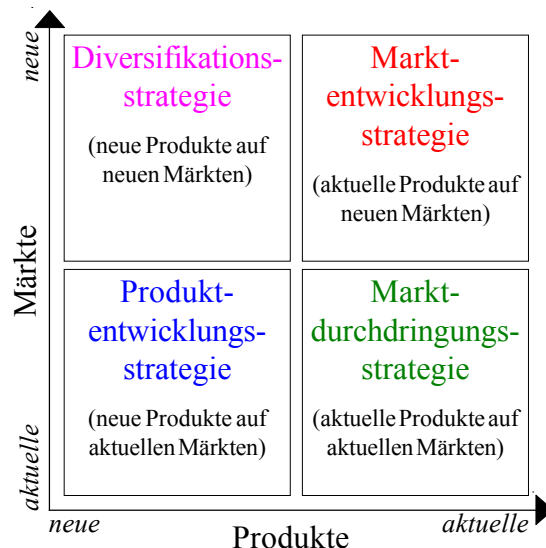 neue
Diversifikations-
strategie
(neue Produkte auf
neuen Märkten)
Markt-
entwicklungs-
strategie
(aktuelle Produkte auf
neuen Märkten)
Märkte
Produkt-
entwicklungs-
strategie
(neue Produkte auf
aktuellen Märkten)
Markt-
durchdringungs-
strategie
(aktuelle Produkte auf
aktuellen Märkten)
aktuelle
neue
Produkte
aktuelle